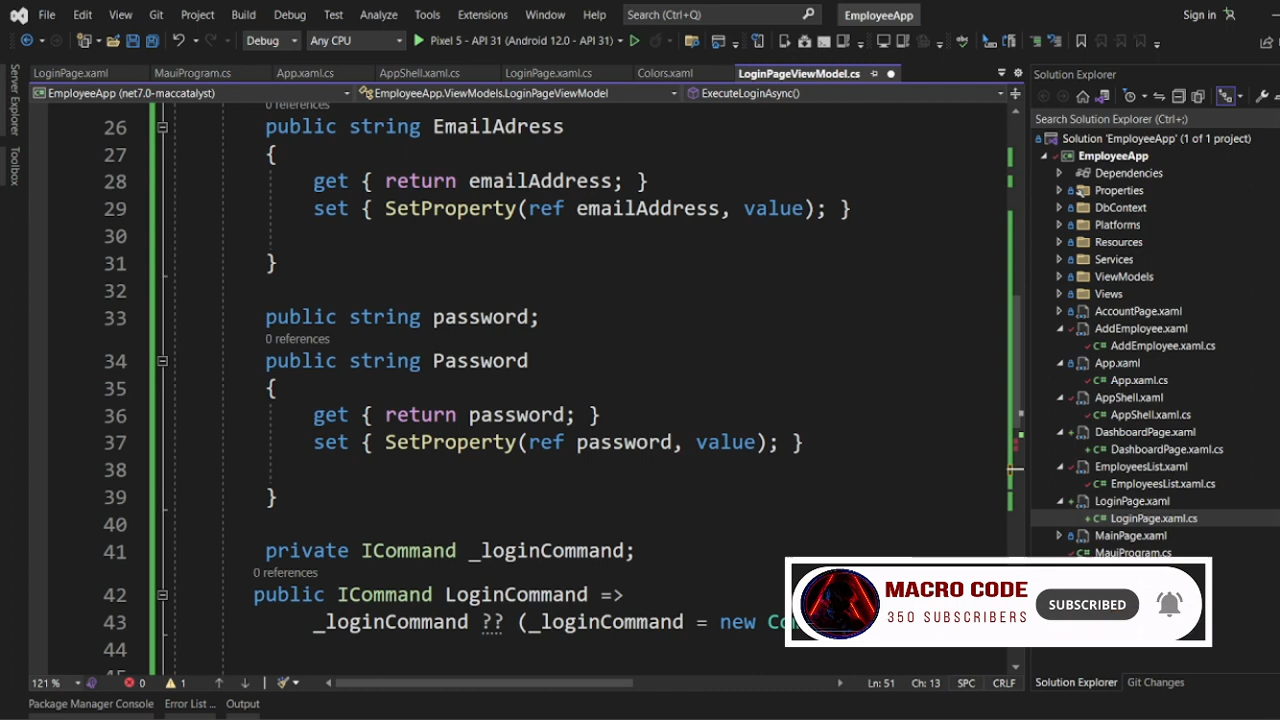 File Edit View Git Project Build Debug Test Analyze Tools Extensions Window Help Search (Ctrl+Q) EmployeeApp Sign in
Debug Any CPU Pixel 5 - API 31 (Android 12.0 - API 31)
LoginPage.xaml MauiProgram.cs App.xaml.cs AppShell.xaml.cs LoginPage.xaml.cs Colors.xaml LoginPageViewModel.cs
EmployeeApp (net7.0-maccatalyst) EmployeeApp.ViewModels.LoginPageViewModel ExecuteLoginAsync()
Server Explorer
Toolbox
0 references
26 public string EmailAdress
27 {
28 get { return emailAddress; }
29 set { SetProperty(ref emailAddress, value); }
30
31 }
32
33 public string password;
0 references
34 public string Password
35 {
36 get { return password; }
37 set { SetProperty(ref password, value); }
38
39 }
40
41 private ICommand _loginCommand;
0 references
42 public ICommand LoginCommand =>
43 _loginCommand ?? (_loginCommand = new
44
Solution Explorer
Search Solution Explorer (Ctrl+;)
Solution 'EmployeeApp' (1 of 1 project)
EmployeeApp
Dependencies
Properties
DbContext
Platforms
Resources
Services
ViewModels
Views
AccountPage.xaml
AddEmployee.xaml
AddEmployee.xaml.cs
App.xaml
App.xaml.cs
AppShell.xaml
AppShell.xaml.cs
DashboardPage.xaml
DashboardPage.xaml.cs
EmployeesList.xaml
EmployeesList.xaml.cs
LoginPage.xaml
LoginPage.xaml.cs
MainPage.xaml
MauiProgram.cs
MACRO CODE
350 SUBSCRIBERS
SUBSCRIBED
121 % 0 1 Ln: 51 Ch: 13 SPC CRLF
Solution Explorer Git Changes
Package Manager Console Error List ... Output